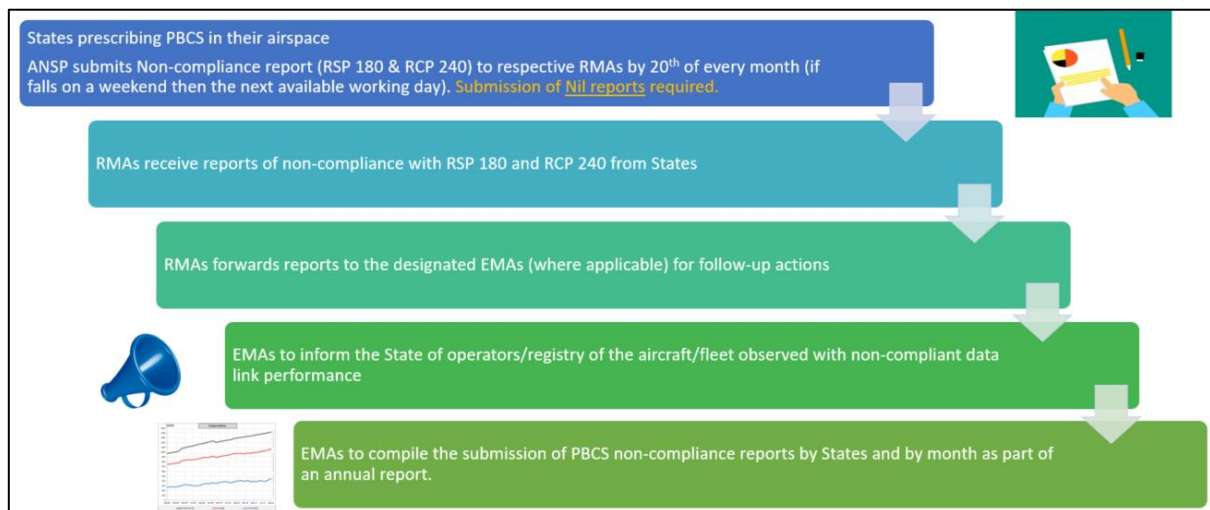 States prescribing PBCS in their airspace
ANSP submits Non-compliance report (RSP 180 & RCP 240) to respective RMAs by 20th of every month (if
falls on a weekend then the next available working day). Submission of Nil reports required.
RMAs receive reports of non-compliance with RSP 180 and RCP 240 from States
RMAs forwards reports to the designated EMAs (where applicable) for follow-up actions
EMAs to inform the State of operators/registry of the aircraft/fleet observed with non-compliant data
link performance
EMAs to compile the submission of PBCS non-compliance reports by States and by month as part of
an annual report.